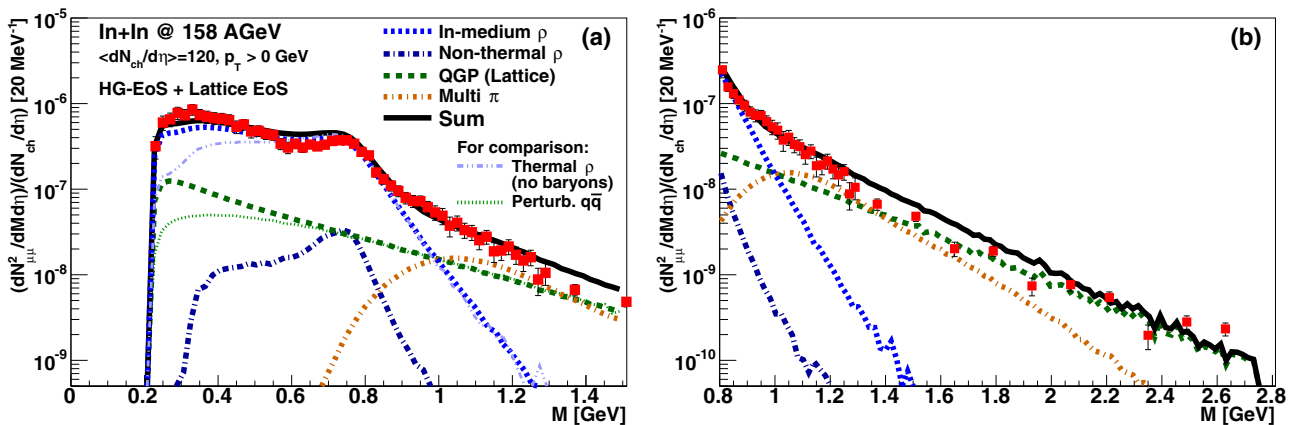 (dN²_μμ/dMdη)/(dN_ch/dη) [20 MeV⁻¹]
10⁻⁵
10⁻⁶
10⁻⁷
10⁻⁸
10⁻⁹
In+In @ 158 AGeV
<dN_ch/dη>=120, p_T > 0 GeV
HG-EoS + Lattice EoS
(a)
In-medium ρ
Non-thermal ρ
QGP (Lattice)
Multi π
Sum
For comparison:
Thermal ρ
(no baryons)
Perturb. qq̅
0 0.2 0.4 0.6 0.8 1 1.2 1.4
M [GeV]
(dN²_μμ/dMdη)/(dN_ch/dη) [20 MeV⁻¹]
10⁻⁵
10⁻⁶
10⁻⁷
10⁻⁸
10⁻⁹
10⁻¹⁰
(b)
0.8 1 1.2 1.4 1.6 1.8 2 2.2 2.4 2.6 2.8
M [GeV]